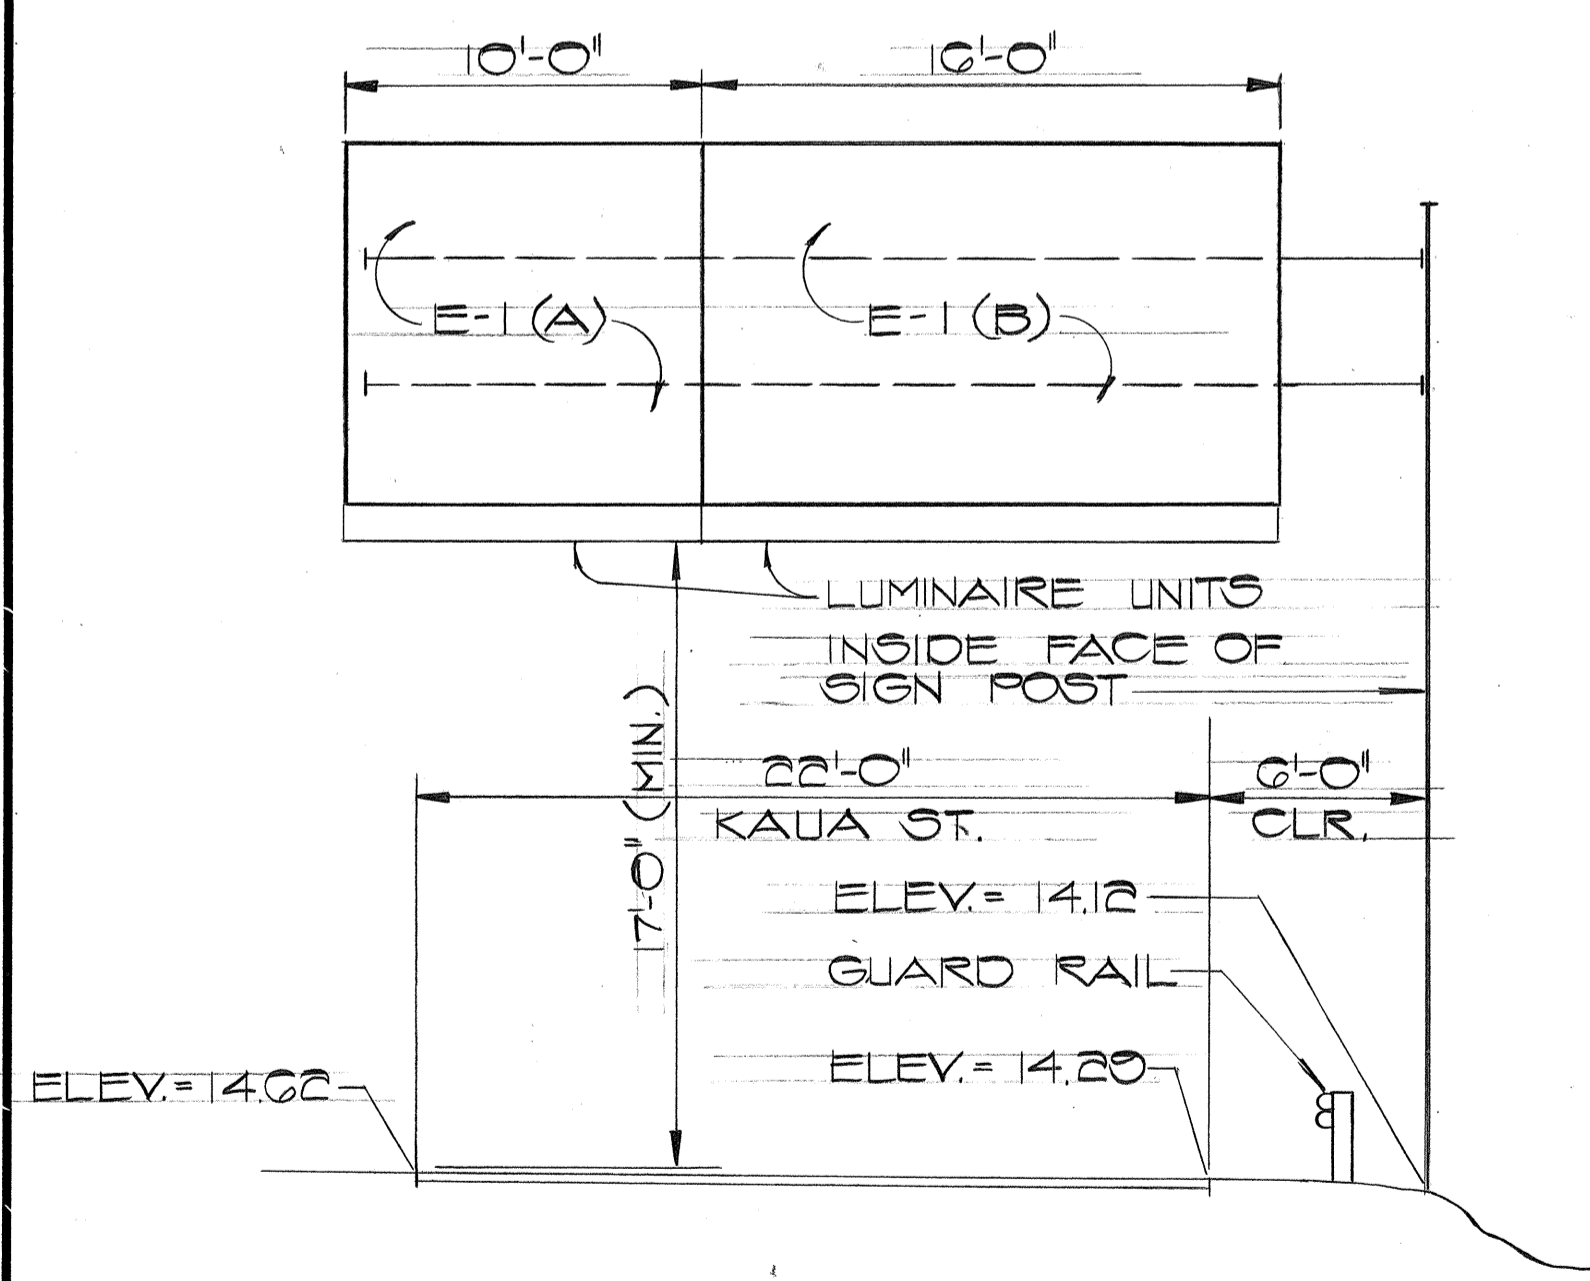 10'-0"
16'-0"
E-1 (A)
E-1 (B)
LUMINAIRE UNITS
INSIDE FACE OF
SIGN POST
17'-0" (MIN.)
22'-0"
KAUA ST.
6'-0"
CLR.
ELEV. = 14.12
GUARD RAIL
ELEV. = 14.29
ELEV. = 14.62